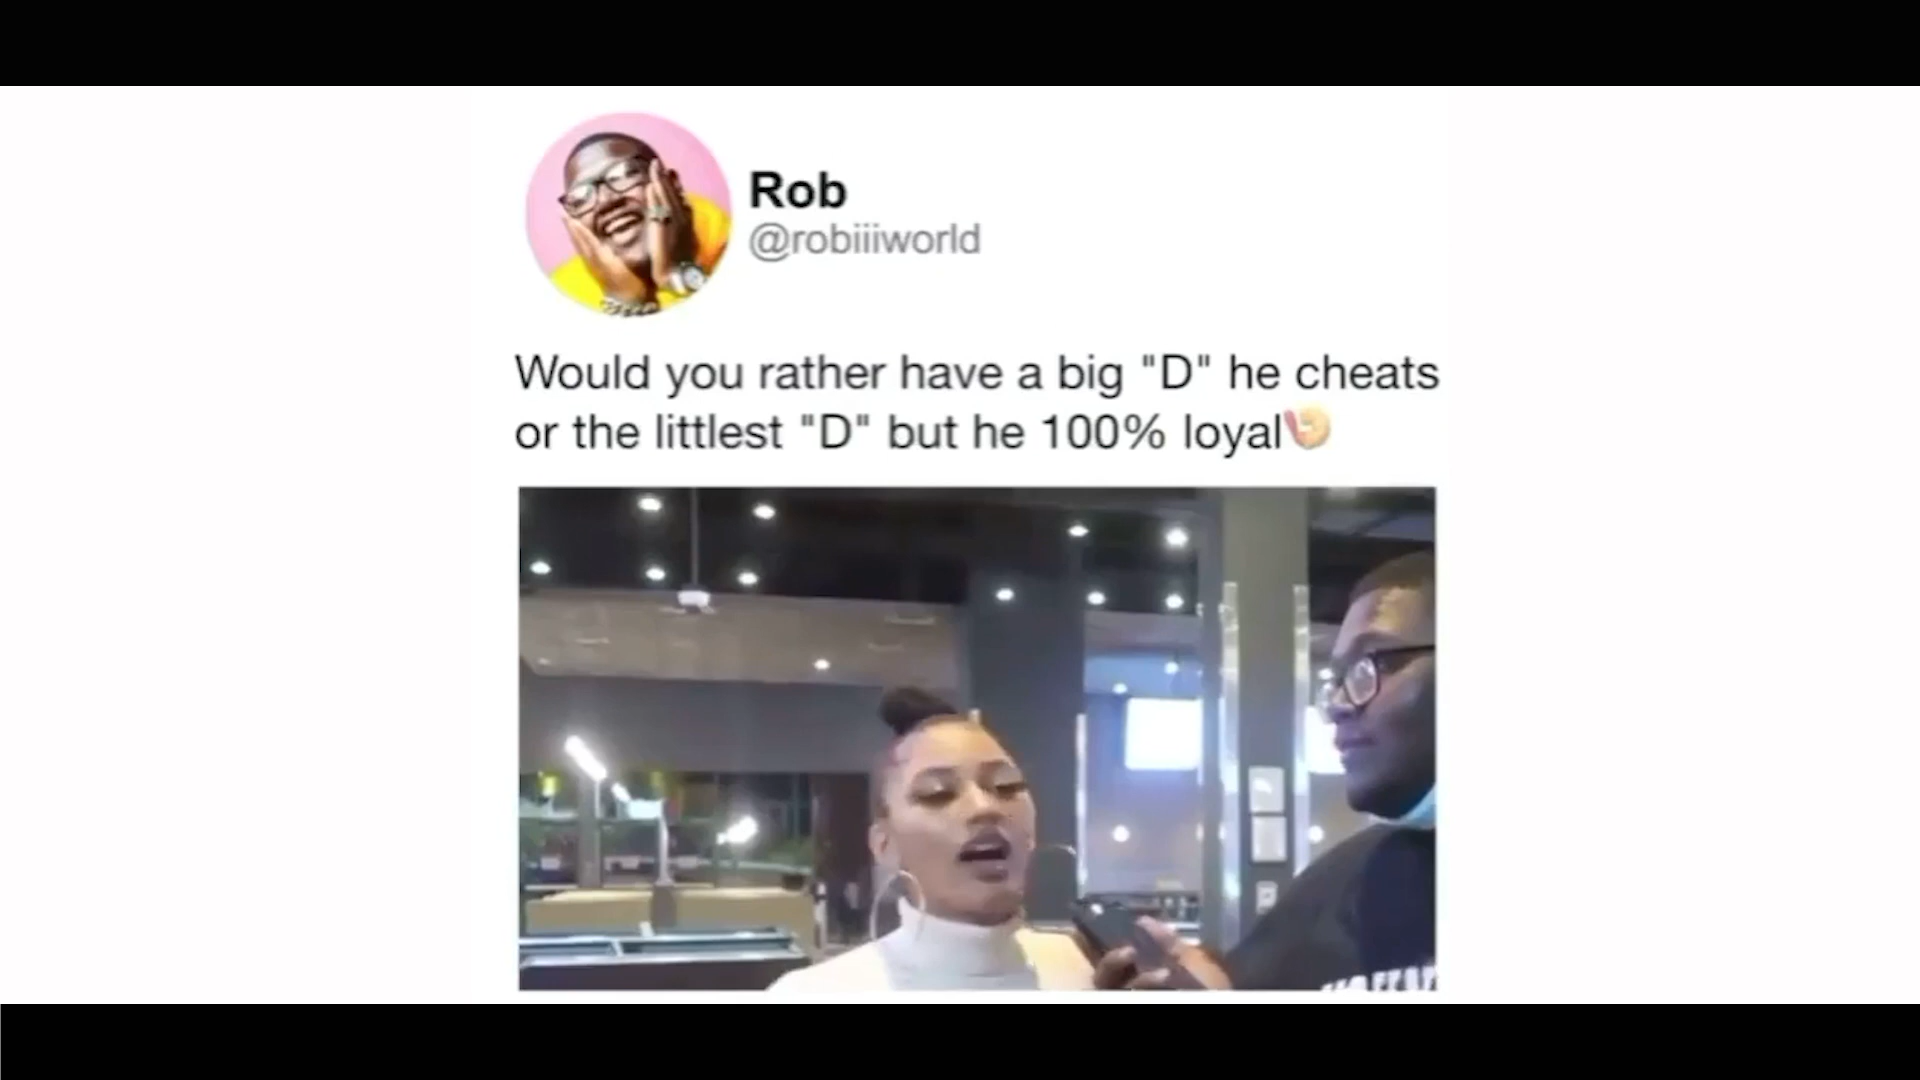 Rob
@robiiiworld
Would you rather have a big "D" he cheats
or the littlest "D" but he 100% loyal